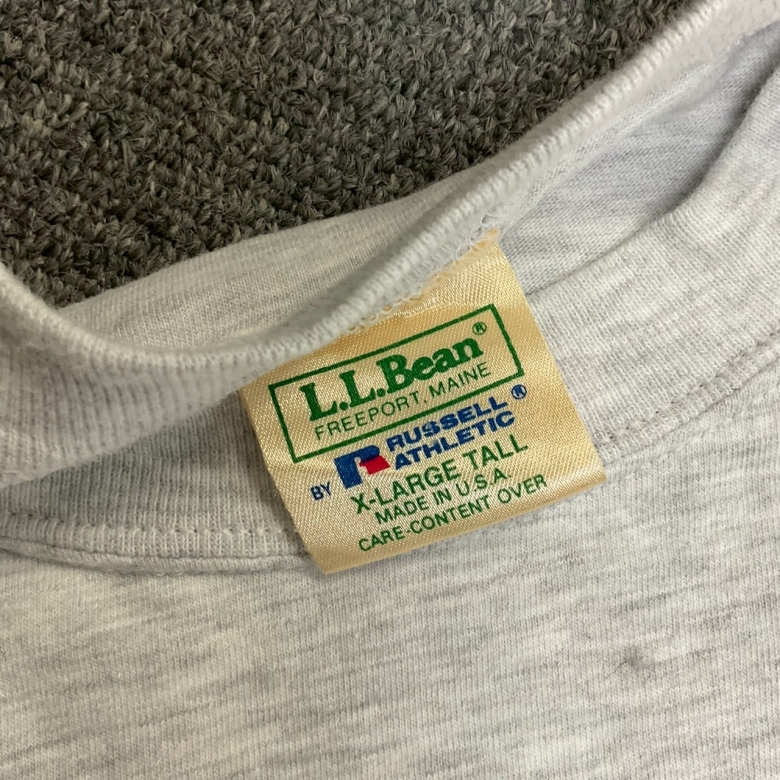 L.L.Bean®
FREEPORT, MAINE
BY RUSSELL ATHLETIC®
X-LARGE TALL
MADE IN U.S.A.
CARE-CONTENT OVER